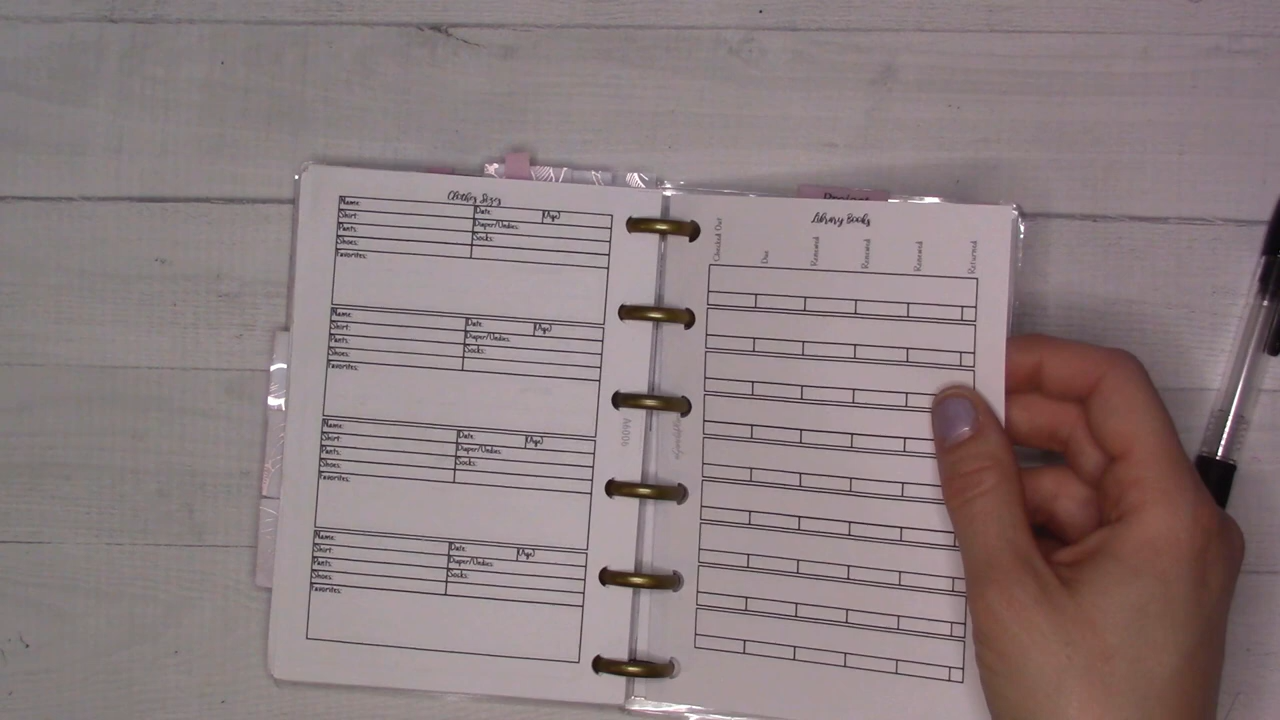 Clothing Sizes
Name: Date: (Age)
Shirt: Diaper/Undies:
Pants: Socks:
Shoes:
Favorites:
Name: Date: (Age)
Shirt: Diaper/Undies:
Pants: Socks:
Shoes:
Favorites:
Name: Date: (Age)
Shirt: Diaper/Undies:
Pants: Socks:
Shoes:
Favorites:
Name: Date: (Age)
Shirt: Diaper/Undies:
Pants: Socks:
Shoes:
Favorites:
A6006
Library Books
Checked Out Due Renewed Renewed Renewed Returned